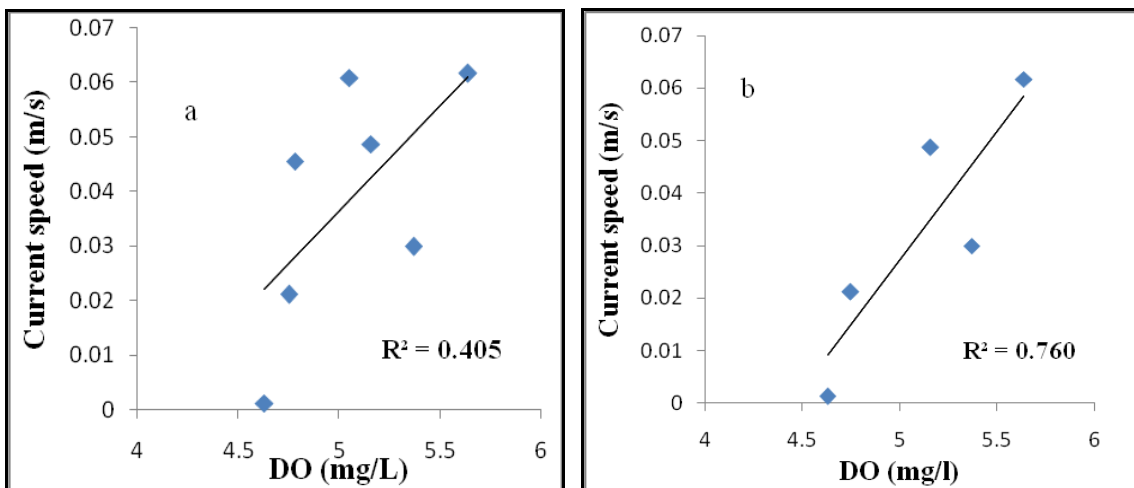 0.07
0.06
0.05
0.04
0.03
0.02
0.01
0
Current speed (m/s)
a
R² = 0.405
4 4.5 5 5.5 6
DO (mg/L)
0.07
0.06
0.05
0.04
0.03
0.02
0.01
0
Current speed (m/s)
b
R² = 0.760
4 4.5 5 5.5 6
DO (mg/l)